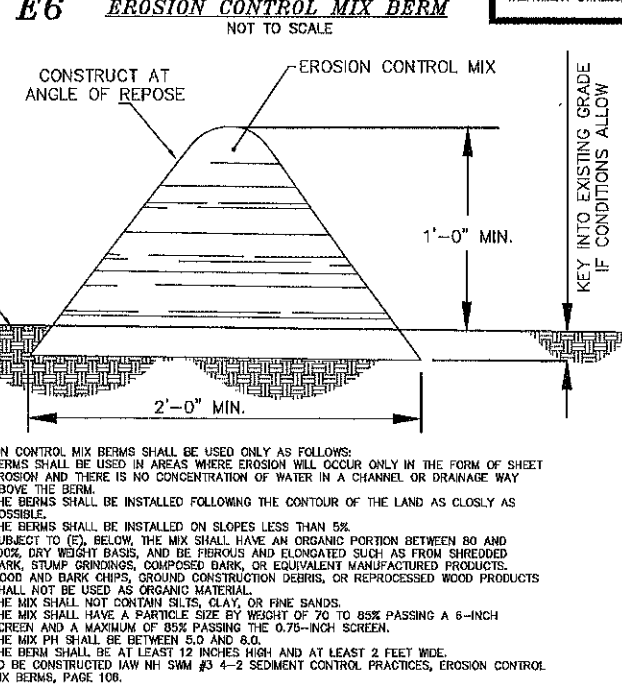 E6 EROSION CONTROL MIX BERM
NOT TO SCALE
CONSTRUCT AT
ANGLE OF REPOSE
EROSION CONTROL MIX
KEY INTO EXISTING GRADE
IF CONDITIONS ALLOW
1'-0" MIN.
2'-0" MIN.
N CONTROL MIX BERMS SHALL BE USED ONLY AS FOLLOWS:
ERMS SHALL BE USED IN AREAS WHERE EROSION WILL OCCUR ONLY IN THE FORM OF SHEET
ROSION AND THERE IS NO CONCENTRATION OF WATER IN A CHANNEL OR DRAINAGE WAY
BOVE THE BERM.
HE BERMS SHALL BE INSTALLED FOLLOWING THE CONTOUR OF THE LAND AS CLOSLY AS
OSSIBLE.
HE BERMS SHALL BE INSTALLED ON SLOPES LESS THAN 5%.
UBJECT TO (E), BELOW, THE MIX SHALL HAVE AN ORGANIC PORTION BETWEEN 80 AND
00%, DRY WEIGHT BASIS, AND BE FIBROUS AND ELONGATED SUCH AS FROM SHREDDED
ARK, STUMP GRINDINGS, COMPOSED BARK, OR EQUIVALENT MANUFACTURED PRODUCTS.
OOD AND BARK CHIPS, GROUND CONSTRUCTION DEBRIS, OR REPROCESSED WOOD PRODUCTS
HALL NOT BE USED AS ORGANIC MATERIAL.
HE MIX SHALL NOT CONTAIN SILTS, CLAY, OR FINE SANDS.
HE MIX SHALL HAVE A PARTICLE SIZE BY WEIGHT OF 70 TO 85% PASSING A 6-INCH
CREEN AND A MAXIMUM OF 85% PASSING THE 0.75-INCH SCREEN.
HE MIX PH SHALL BE BETWEEN 5.0 AND 8.0.
HE BERM SHALL BE AT LEAST 12 INCHES HIGH AND AT LEAST 2 FEET WIDE.
O BE CONSTRUCTED IAW NH SWM #3 4-2 SEDIMENT CONTROL PRACTICES, EROSION CONTROL
IX BERMS, PAGE 106.